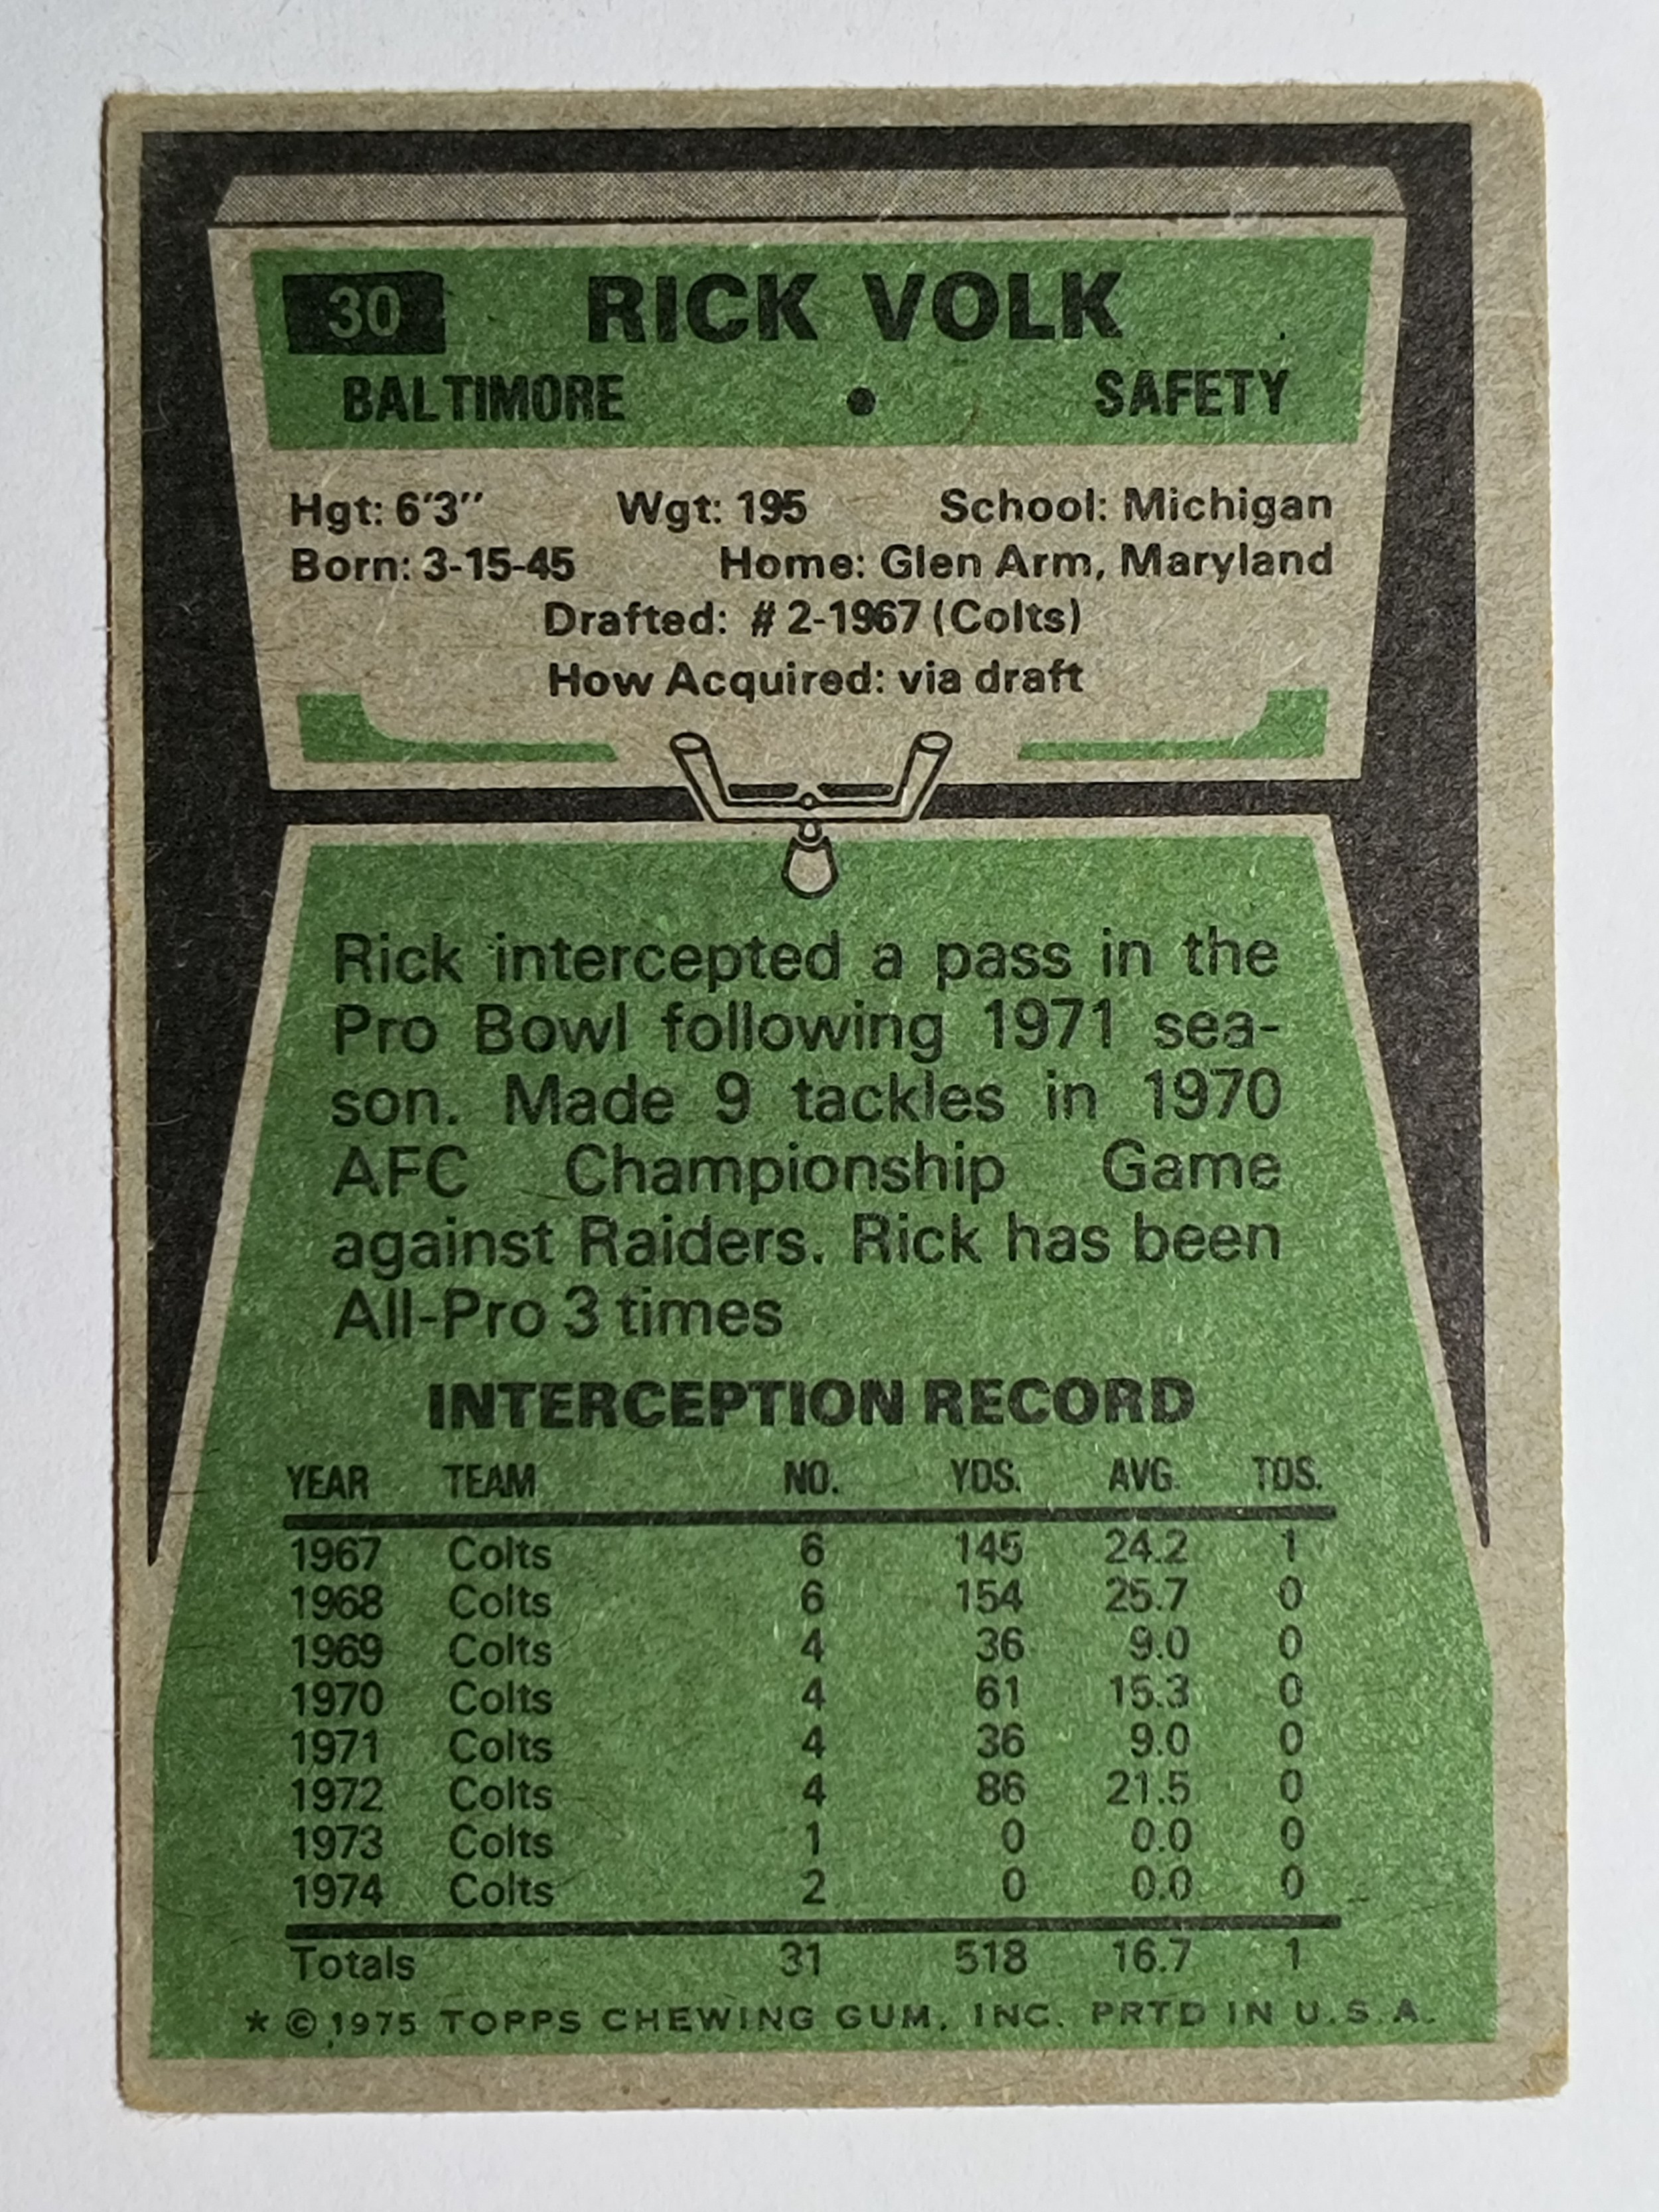 30 RICK VOLK
BALTIMORE • SAFETY
Hgt: 6'3" Wgt: 195 School: Michigan
Born: 3-15-45 Home: Glen Arm, Maryland
Drafted: # 2-1967 (Colts)
How Acquired: via draft
Rick intercepted a pass in the
Pro Bowl following 1971 sea-
son. Made 9 tackles in 1970
AFC Championship Game
against Raiders. Rick has been
All-Pro 3 times
INTERCEPTION RECORD
YEAR TEAM NO. YDS. AVG. TDS.
1967 Colts 6 145 24.2 1
1968 Colts 6 154 25.7 0
1969 Colts 4 36 9.0 0
1970 Colts 4 61 15.3 0
1971 Colts 4 36 9.0 0
1972 Colts 4 86 21.5 0
1973 Colts 1 0 0.0 0
1974 Colts 2 0 0.0 0
Totals 31 518 16.7 1
* © 1975 TOPPS CHEWING GUM, INC. PRTD IN U.S.A.